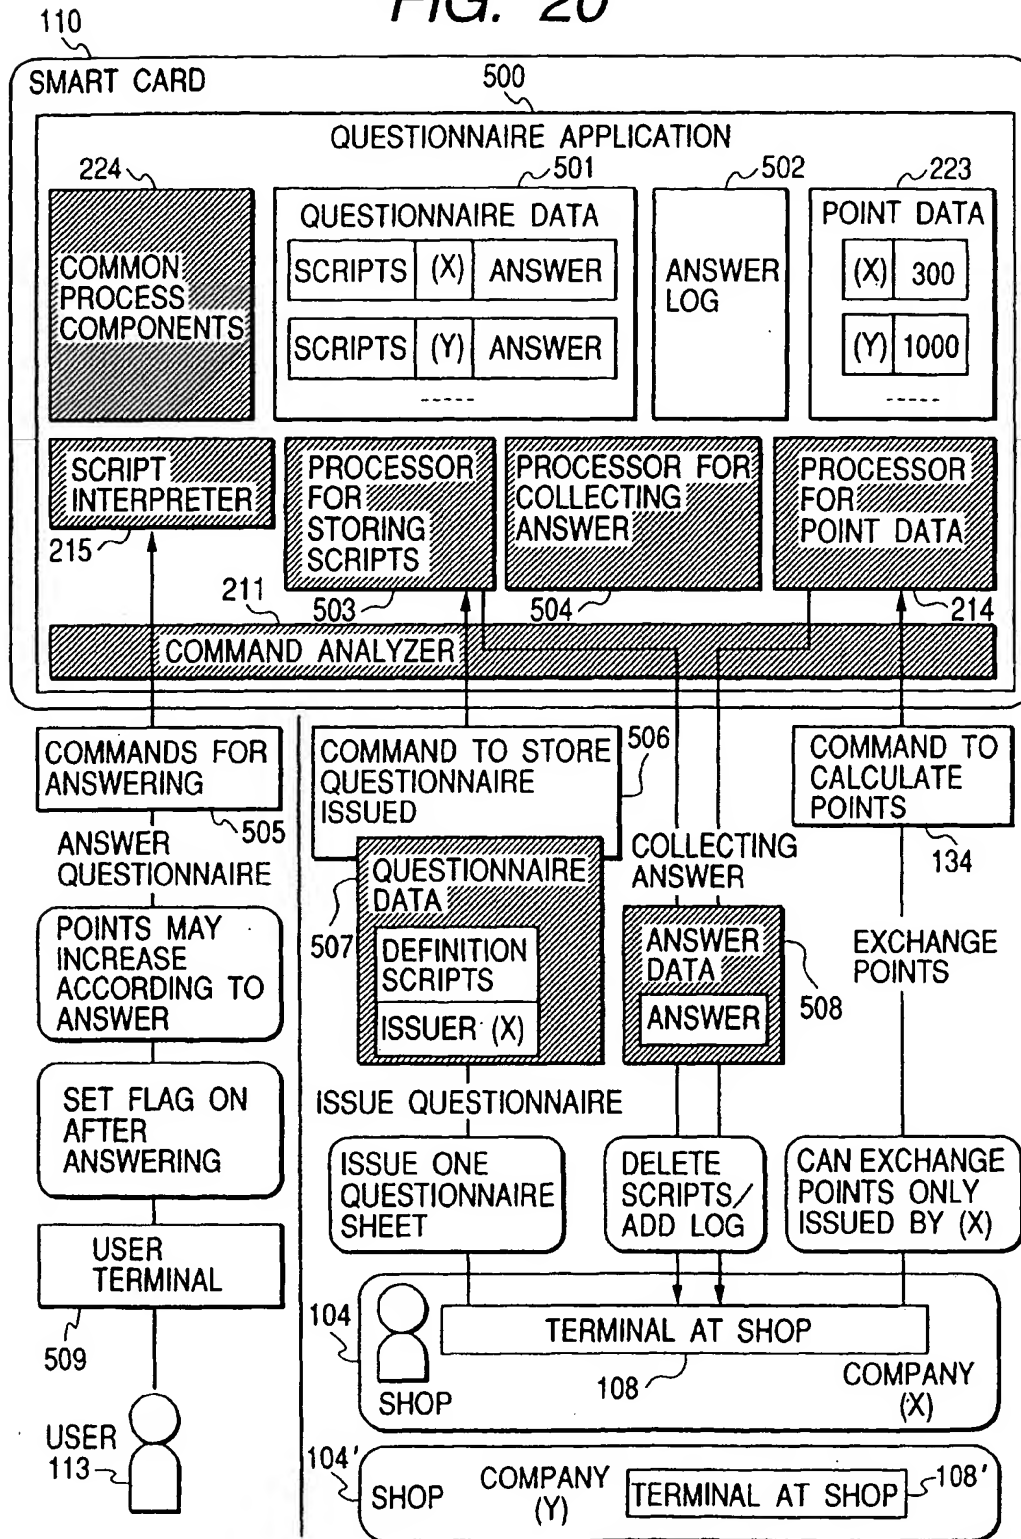 FIG. 20
110
SMART CARD
500
QUESTIONNAIRE APPLICATION
224
501
502
223
COMMON
PROCESS
COMPONENTS
QUESTIONNAIRE DATA
SCRIPTS (X) ANSWER
SCRIPTS (Y) ANSWER
-----
ANSWER
LOG
POINT DATA
(X) 300
(Y) 1000
-----
SCRIPT
INTERPRETER
215
PROCESSOR
FOR
STORING
SCRIPTS
503
PROCESSOR FOR
COLLECTING
ANSWER
504
PROCESSOR
FOR
POINT DATA
214
211
COMMAND ANALYZER
COMMANDS FOR
ANSWERING
505
ANSWER
QUESTIONNAIRE
POINTS MAY
INCREASE
ACCORDING TO
ANSWER
SET FLAG ON
AFTER
ANSWERING
USER
TERMINAL
509
USER
113
COMMAND TO STORE
QUESTIONNAIRE
ISSUED
506
507
QUESTIONNAIRE
DATA
DEFINITION
SCRIPTS
ISSUER (X)
ISSUE QUESTIONNAIRE
ISSUE ONE
QUESTIONNAIRE
SHEET
COLLECTING
ANSWER
ANSWER
DATA
ANSWER
508
DELETE
SCRIPTS/
ADD LOG
COMMAND TO
CALCULATE
POINTS
134
EXCHANGE
POINTS
CAN EXCHANGE
POINTS ONLY
ISSUED BY (X)
104
TERMINAL AT SHOP
108
SHOP
COMPANY
(X)
104'
SHOP
COMPANY
(Y)
TERMINAL AT SHOP
108'